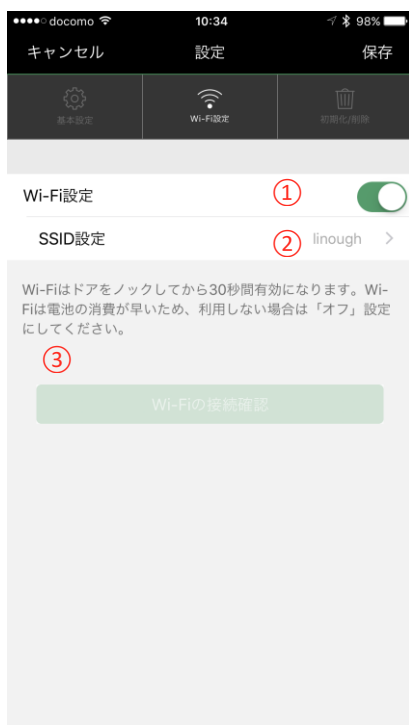 docomo 10:34 98%
キャンセル 設定 保存
基本設定 Wi-Fi設定 初期化/削除
Wi-Fi設定 ①
SSID設定 ② linough >
Wi-Fiはドアをノックしてから30秒間有効になります。Wi-
Fiは電池の消費が早いため、利用しない場合は「オフ」設定
にしてください。
③
Wi-Fiの接続確認